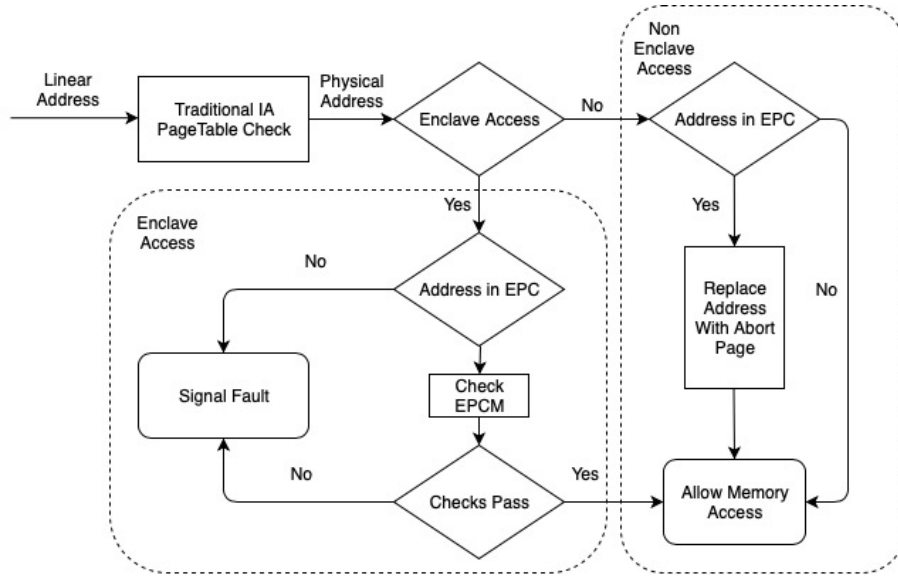 Non
Enclave
Access
Linear
Address
Traditional IA
PageTable Check
Physical
Address
Enclave Access
No
Address in EPC
Yes
Yes
Enclave
Access
No
Address in EPC
Replace
Address
With Abort
Page
No
Signal Fault
Check
EPCM
No
Checks Pass
Yes
Allow Memory
Access